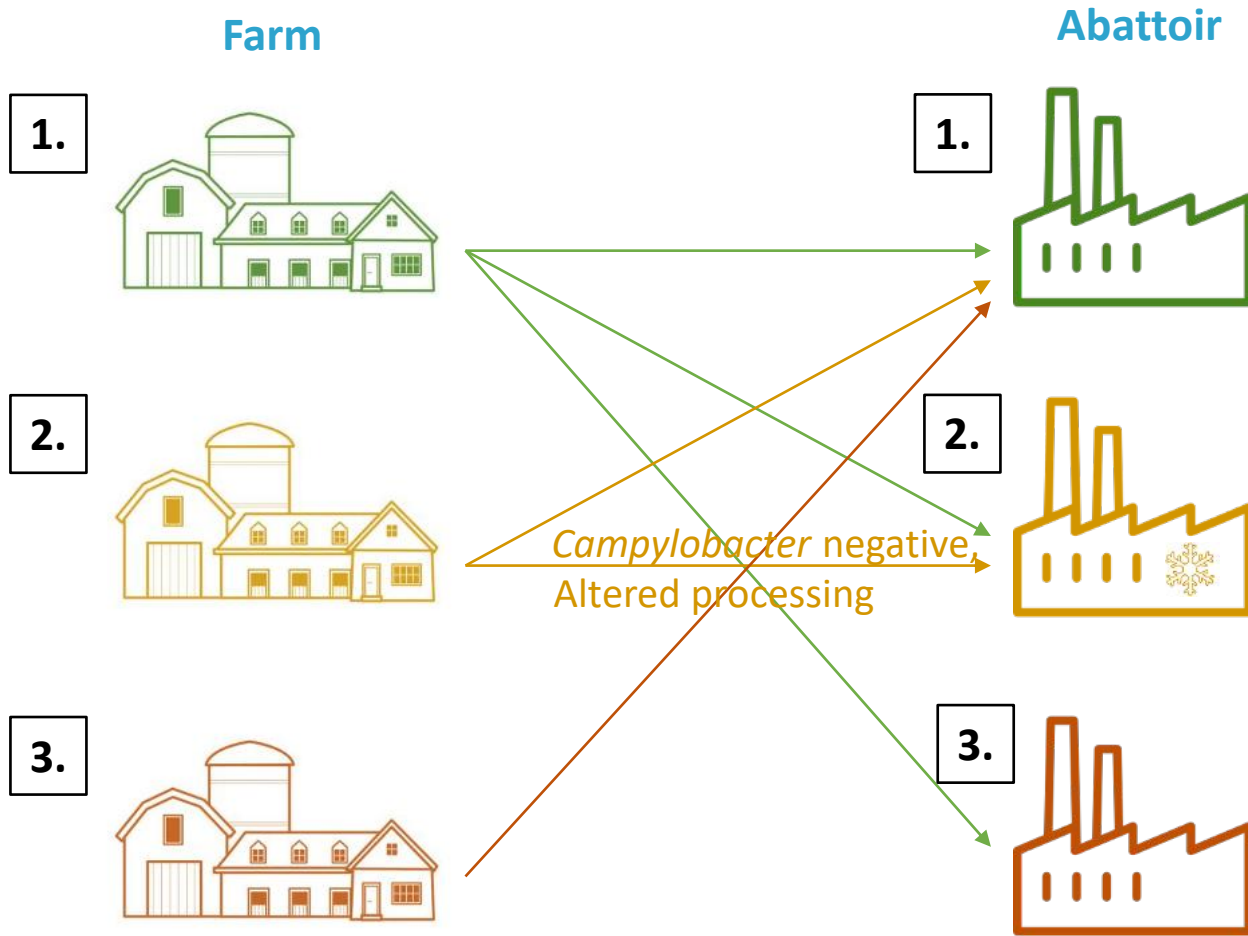 Farm
Abattoir
1.
1.
2.
2.
Campylobacter negative,
Altered processing
3.
3.